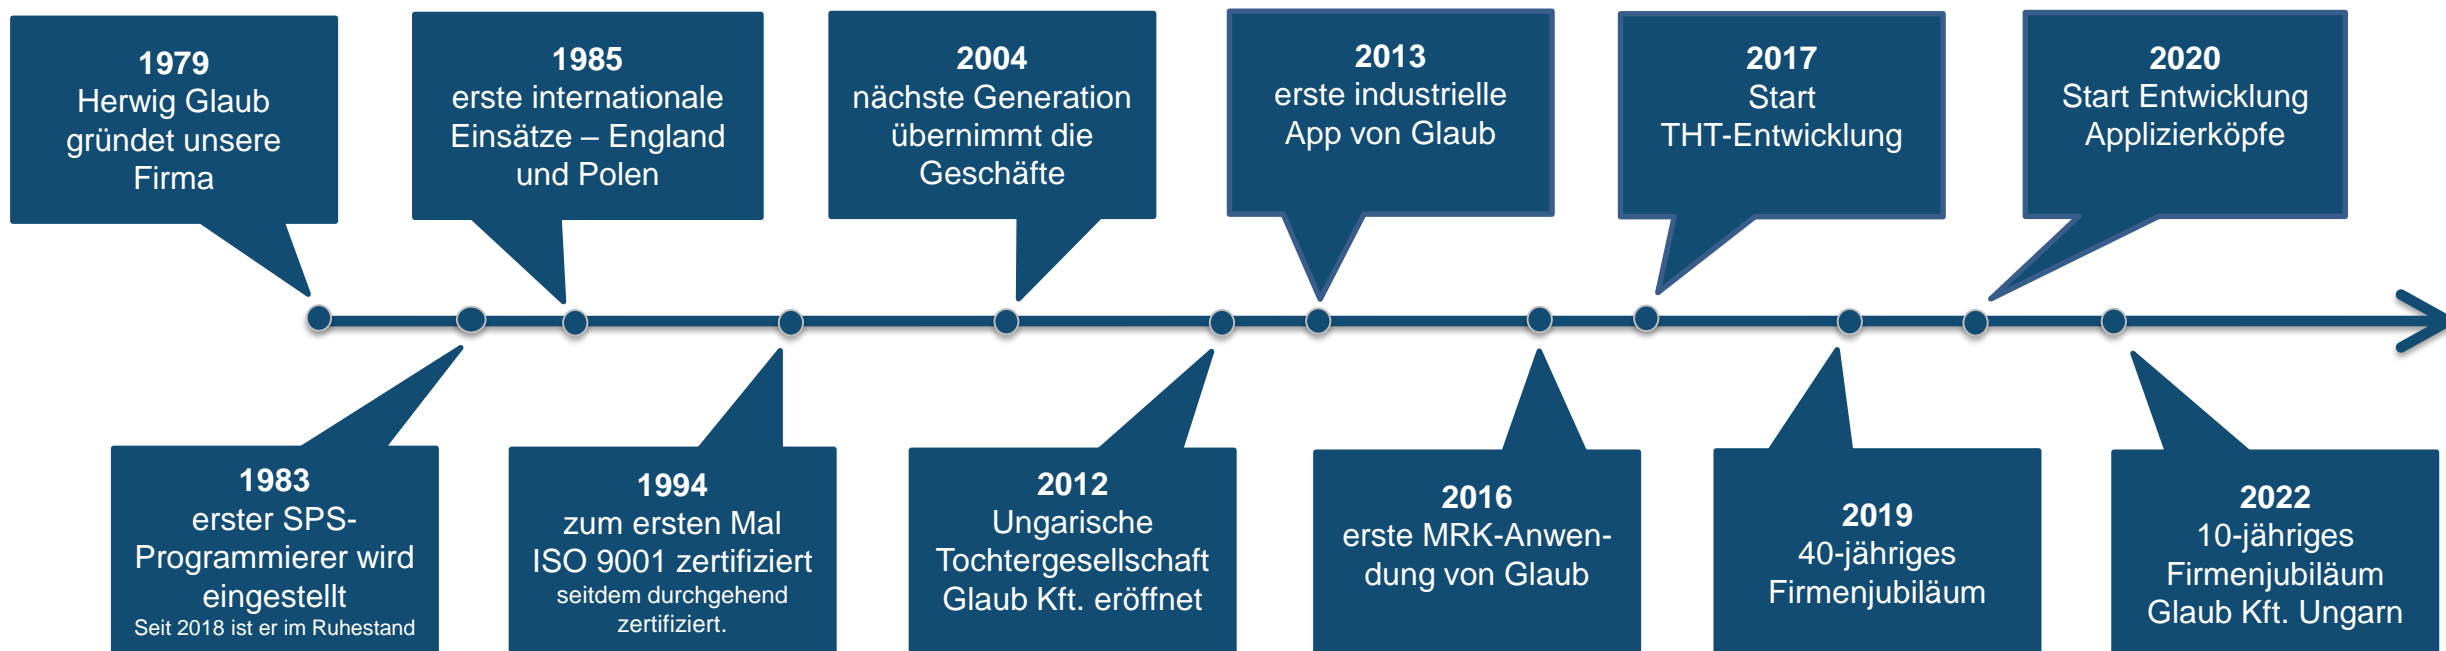 1979
Herwig Glaub
gründet unsere
Firma
1985
erste internationale
Einsätze – England
und Polen
2004
nächste Generation
übernimmt die
Geschäfte
2013
erste industrielle
App von Glaub
2017
Start
THT-Entwicklung
2020
Start Entwicklung
Applizierköpfe
1983
erster SPS-
Programmierer wird
eingestellt
Seit 2018 ist er im Ruhestand
1994
zum ersten Mal
ISO 9001 zertifiziert
seitdem durchgehend
zertifiziert.
2012
Ungarische
Tochtergesellschaft
Glaub Kft. eröffnet
2016
erste MRK-Anwen-
dung von Glaub
2019
40-jähriges
Firmenjubiläum
2022
10-jähriges
Firmenjubiläum
Glaub Kft. Ungarn